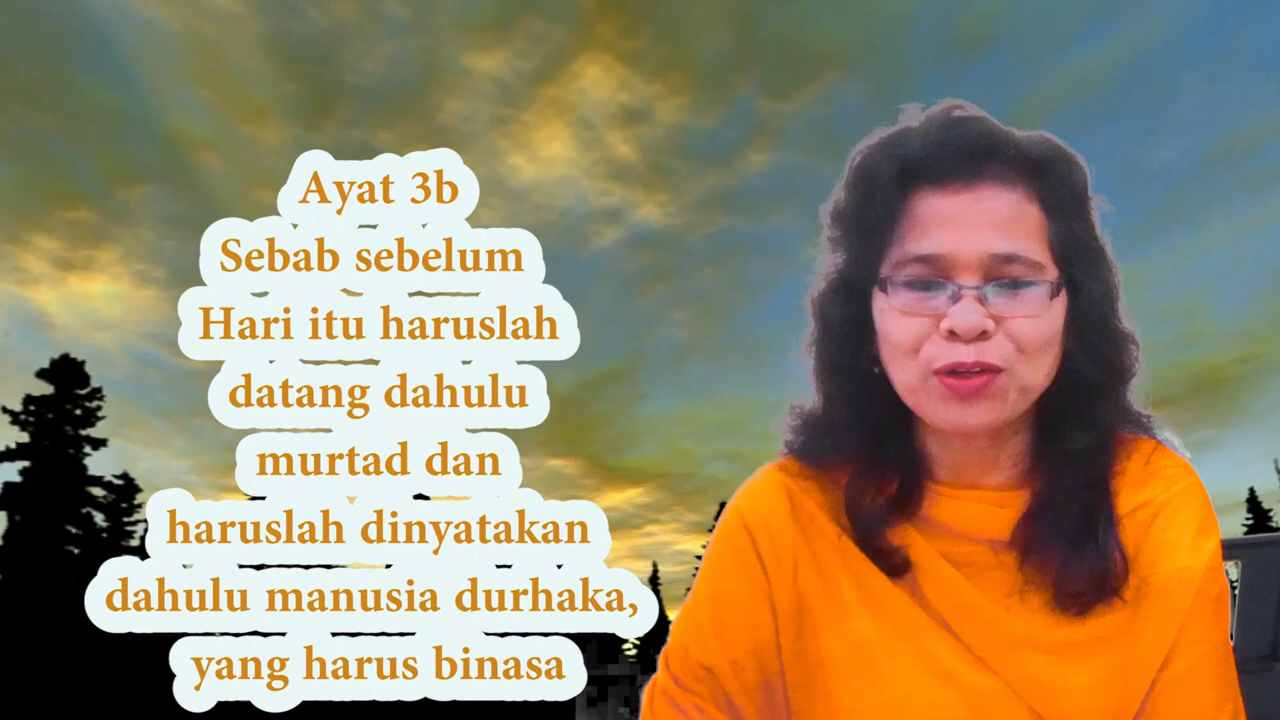 Ayat 3b
Sebab sebelum
Hari itu haruslah
datang dahulu
murtad dan
haruslah dinyatakan
dahulu manusia durhaka,
yang harus binasa